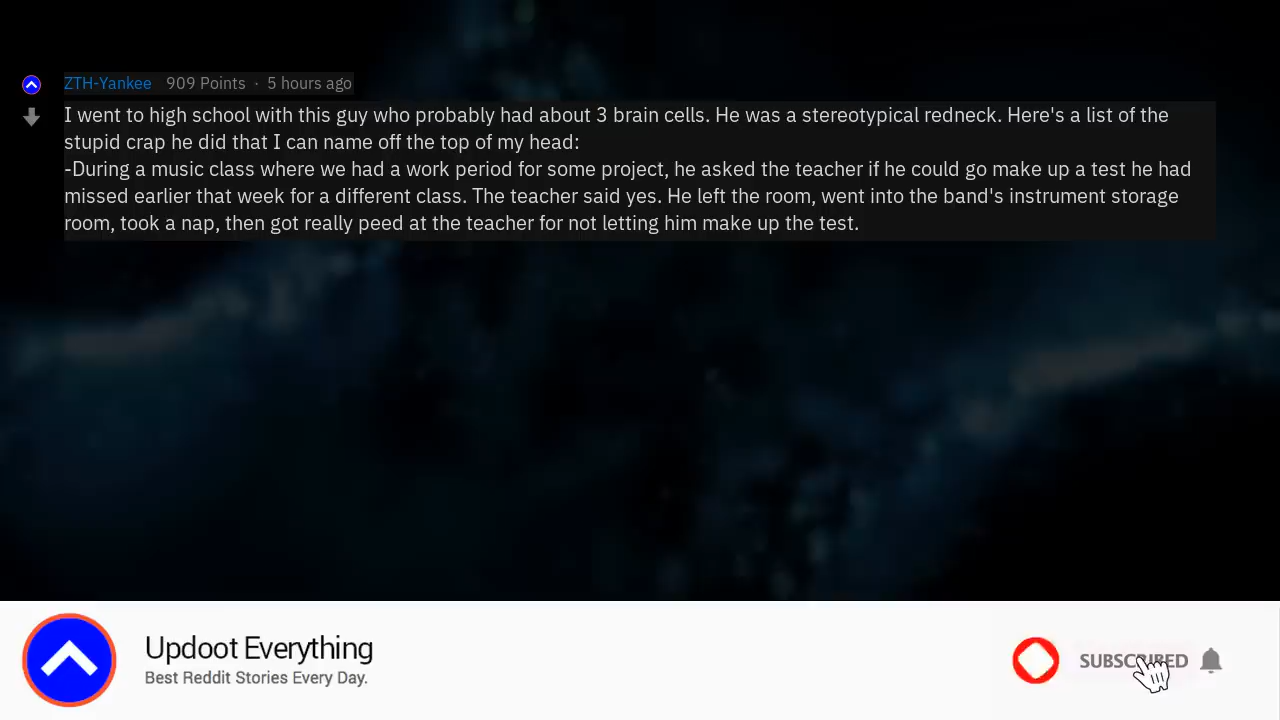 ZTH-Yankee 909 Points · 5 hours ago
I went to high school with this guy who probably had about 3 brain cells. He was a stereotypical redneck. Here's a list of the
stupid crap he did that I can name off the top of my head:
-During a music class where we had a work period for some project, he asked the teacher if he could go make up a test he had
missed earlier that week for a different class. The teacher said yes. He left the room, went into the band's instrument storage
room, took a nap, then got really peed at the teacher for not letting him make up the test.
Updoot Everything
Best Reddit Stories Every Day.
SUBSCRIBED